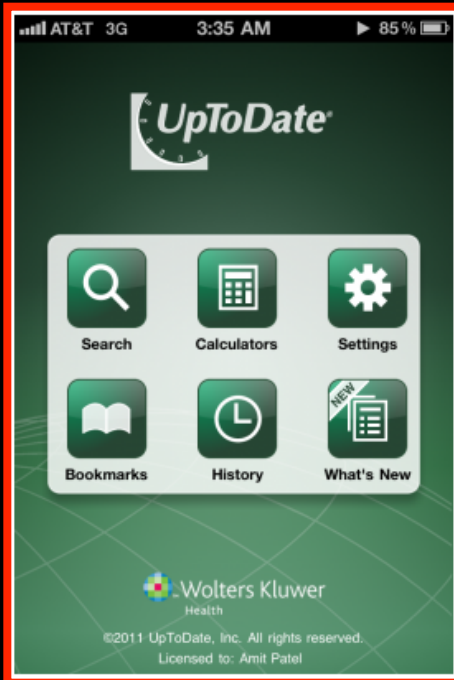 AT&T 3G 3:35 AM 85%
UpToDate®
Search Calculators Settings
NEW
Bookmarks History What's New
Wolters Kluwer
Health
©2011 UpToDate, Inc. All rights reserved.
Licensed to: Amit Patel